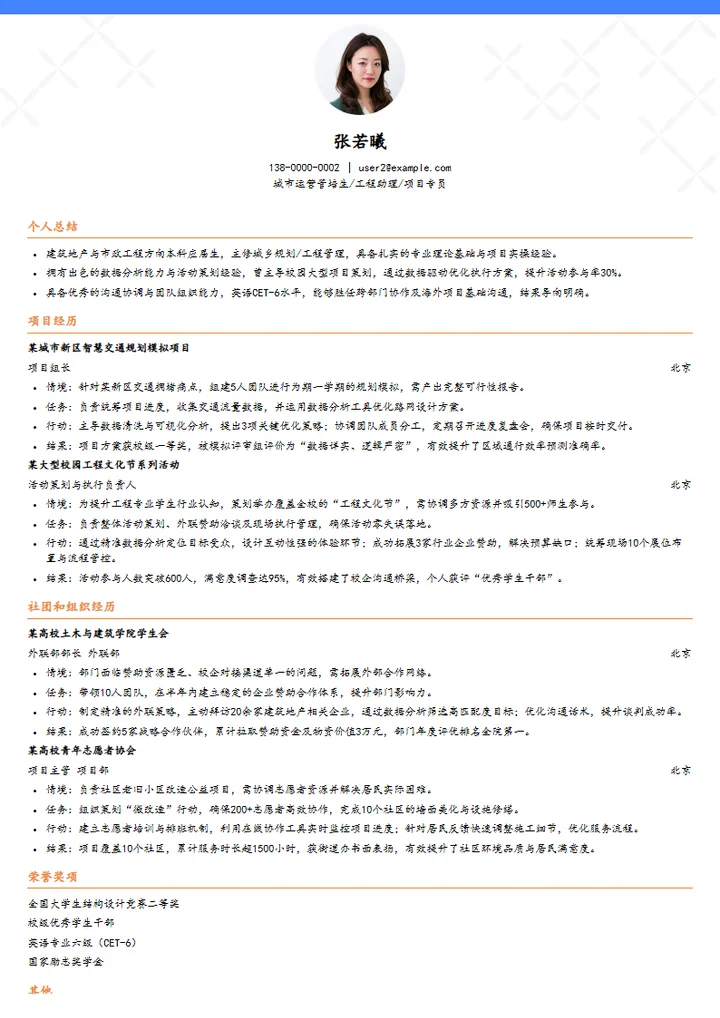 张若曦
138-0000-0002 | user2@example.com
城市运营管培生/工程助理/项目专员
个人总结
• 建筑地产与市政工程方向本科应届生，主修城乡规划/工程管理，具备扎实的专业理论基础与项目实操经验。
• 拥有出色的数据分析能力与活动策划经验，曾主导校园大型项目策划，通过数据驱动优化执行方案，提升活动参与率30%。
• 具备优秀的沟通协调与团队组织能力，英语CET-6水平，能够胜任跨部门协作及海外项目基础沟通，结果导向明确。
项目经历
某城市新区智慧交通规划模拟项目
项目组长 北京
• 情境：针对某新区交通拥堵痛点，组建5人团队进行为期一学期的规划模拟，需产出完整可行性报告。
• 任务：负责统筹项目进度，收集交通流量数据，并运用数据分析工具优化路网设计方案。
• 行动：主导数据清洗与可视化分析，提出3项关键优化策略；协调团队成员分工，定期召开进度复盘会，确保项目按时交付。
• 结果：项目方案获校级一等奖，被模拟评审组评价为“数据详实、逻辑严密”，有效提升了区域通行效率预测准确率。
某大型校园工程文化节系列活动
活动策划与执行负责人 北京
• 情境：为提升工程专业学生行业认知，策划举办覆盖全校的“工程文化节”，需协调多方资源并吸引500+师生参与。
• 任务：负责整体活动策划、外联赞助洽谈及现场执行管理，确保活动零失误落地。
• 行动：通过精准数据分析定位目标受众，设计互动性强的体验环节；成功拓展3家行业企业赞助，解决预算缺口；统筹现场10个展位布
置与流程管控。
• 结果：活动参与人数突破600人，满意度调查达95%，有效搭建了校企沟通桥梁，个人获评“优秀学生干部”。
社团和组织经历
某高校土木与建筑学院学生会
外联部部长 外联部 北京
• 情境：部门面临赞助资源匮乏、校企对接渠道单一的问题，需拓展外部合作网络。
• 任务：带领10人团队，在半年内建立稳定的企业赞助合作体系，提升部门影响力。
• 行动：制定精准的外联策略，主动拜访20余家建筑地产相关企业，通过数据分析筛选高匹配度目标；优化沟通话术，提升谈判成功率。
• 结果：成功签约5家战略合作伙伴，累计拉取赞助资金及物资价值3万元，部门年度评优排名全院第一。
某高校青年志愿者协会
项目主管 项目部 北京
• 情境：负责社区老旧小区改造公益项目，需协调志愿者资源并解决居民实际困难。
• 任务：组织策划“微改造”行动，确保200+志愿者高效协作，完成10个社区的墙面美化与设施修缮。
• 行动：建立志愿者培训与排班机制，利用在线协作工具实时监控项目进度；针对居民反馈快速调整施工细节，优化服务流程。
• 结果：项目覆盖10个社区，累计服务时长超1500小时，获街道办书面表扬，有效提升了社区环境品质与居民满意度。
荣誉奖项
全国大学生结构设计竞赛二等奖
校级优秀学生干部
英语专业六级（CET-6）
国家励志奖学金
其他